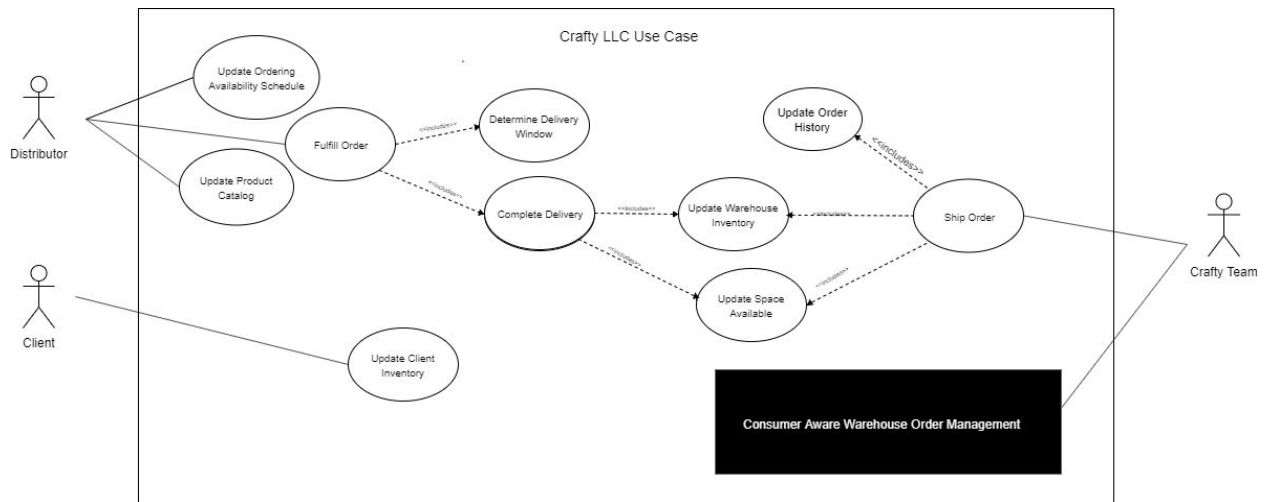 Crafty LLC Use Case
Update Ordering
Availability Schedule
Distributor
Fulfill Order
<<includes>>
Determine Delivery
Window
Update Order
History
<<includes>>
Update Product
Catalog
<<includes>>
Complete Delivery
<<includes>>
Update Warehouse
Inventory
<<includes>>
Ship Order
Crafty Team
<<includes>>
<<includes>>
Update Space
Available
Client
Update Client
Inventory
Consumer Aware Warehouse Order Management